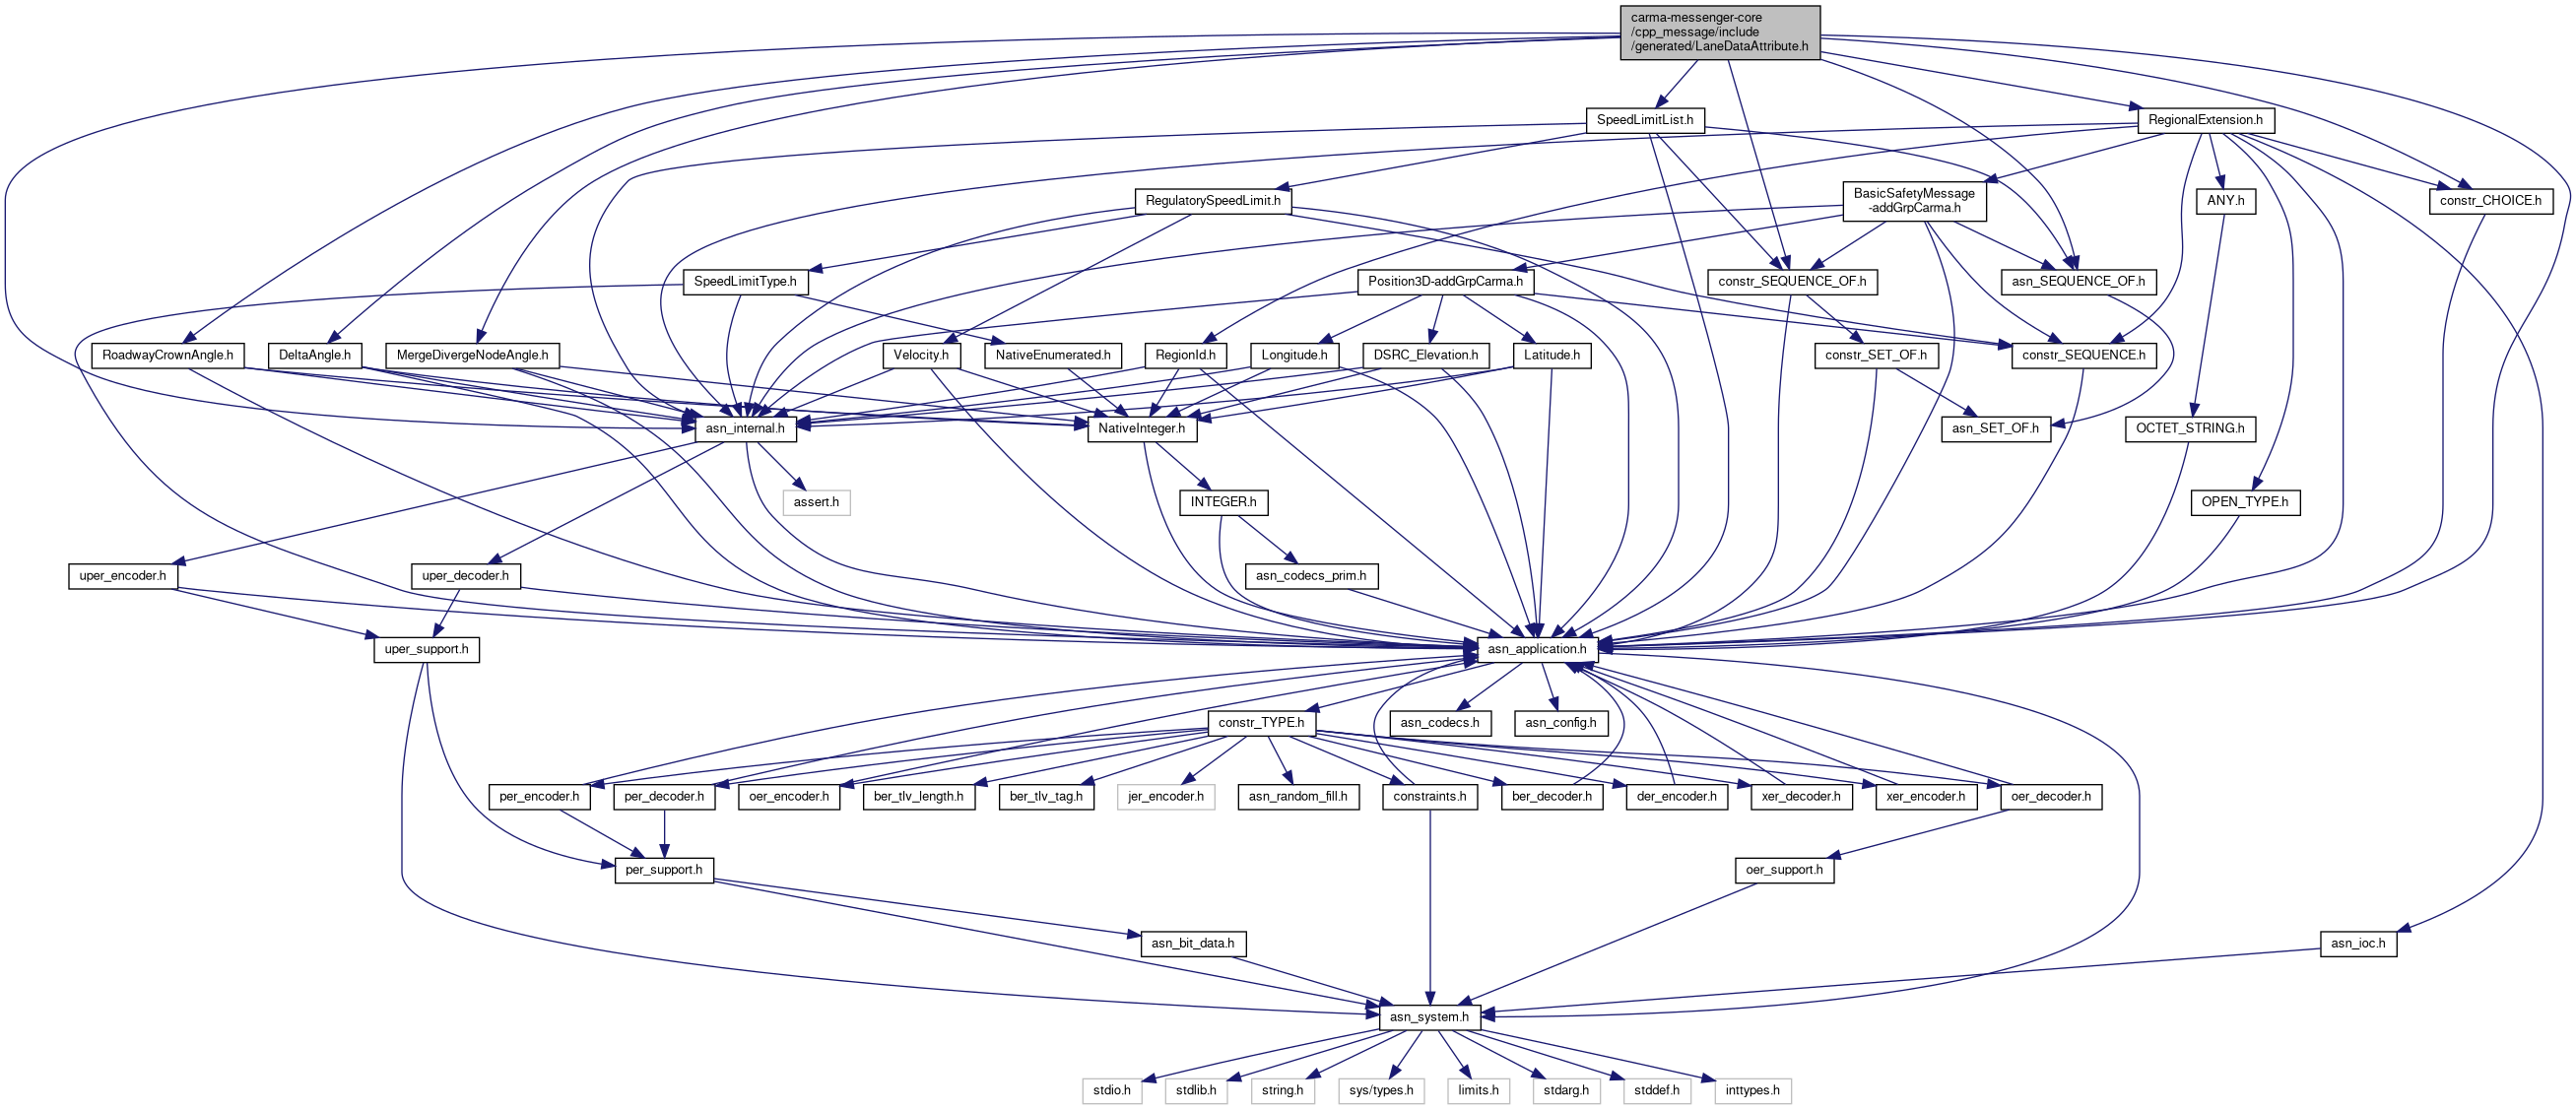 carma-messenger-core
/cpp_message/include
/generated/LaneDataAttribute.h
SpeedLimitList.h
RegionalExtension.h
RegulatorySpeedLimit.h
BasicSafetyMessage
-addGrpCarma.h
ANY.h
constr_CHOICE.h
SpeedLimitType.h
Position3D-addGrpCarma.h
constr_SEQUENCE_OF.h
asn_SEQUENCE_OF.h
RoadwayCrownAngle.h
DeltaAngle.h
MergeDivergeNodeAngle.h
Velocity.h
NativeEnumerated.h
RegionId.h
Longitude.h
DSRC_Elevation.h
Latitude.h
constr_SET_OF.h
constr_SEQUENCE.h
asn_internal.h
NativeInteger.h
asn_SET_OF.h
OCTET_STRING.h
assert.h
INTEGER.h
OPEN_TYPE.h
uper_encoder.h
uper_decoder.h
asn_codecs_prim.h
uper_support.h
asn_application.h
constr_TYPE.h
asn_codecs.h
asn_config.h
per_encoder.h
per_decoder.h
oer_encoder.h
ber_tlv_length.h
ber_tlv_tag.h
jer_encoder.h
asn_random_fill.h
constraints.h
ber_decoder.h
der_encoder.h
xer_decoder.h
xer_encoder.h
oer_decoder.h
per_support.h
oer_support.h
asn_bit_data.h
asn_ioc.h
asn_system.h
stdio.h
stdlib.h
string.h
sys/types.h
limits.h
stdarg.h
stddef.h
inttypes.h